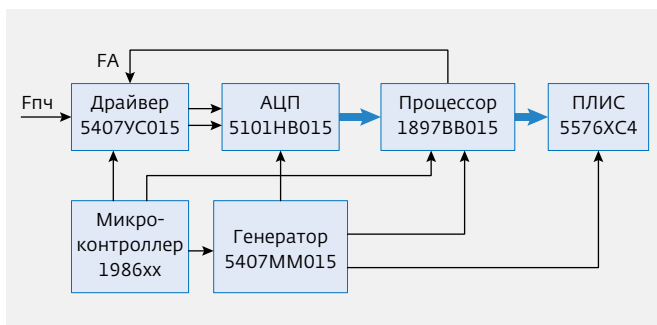 FA
Fпч
Драйвер
5407УС015
АЦП
5101НВ015
Процессор
1897ВВ015
ПЛИС
5576ХС4
Микро-
контроллер
1986хх
Генератор
5407ММ015